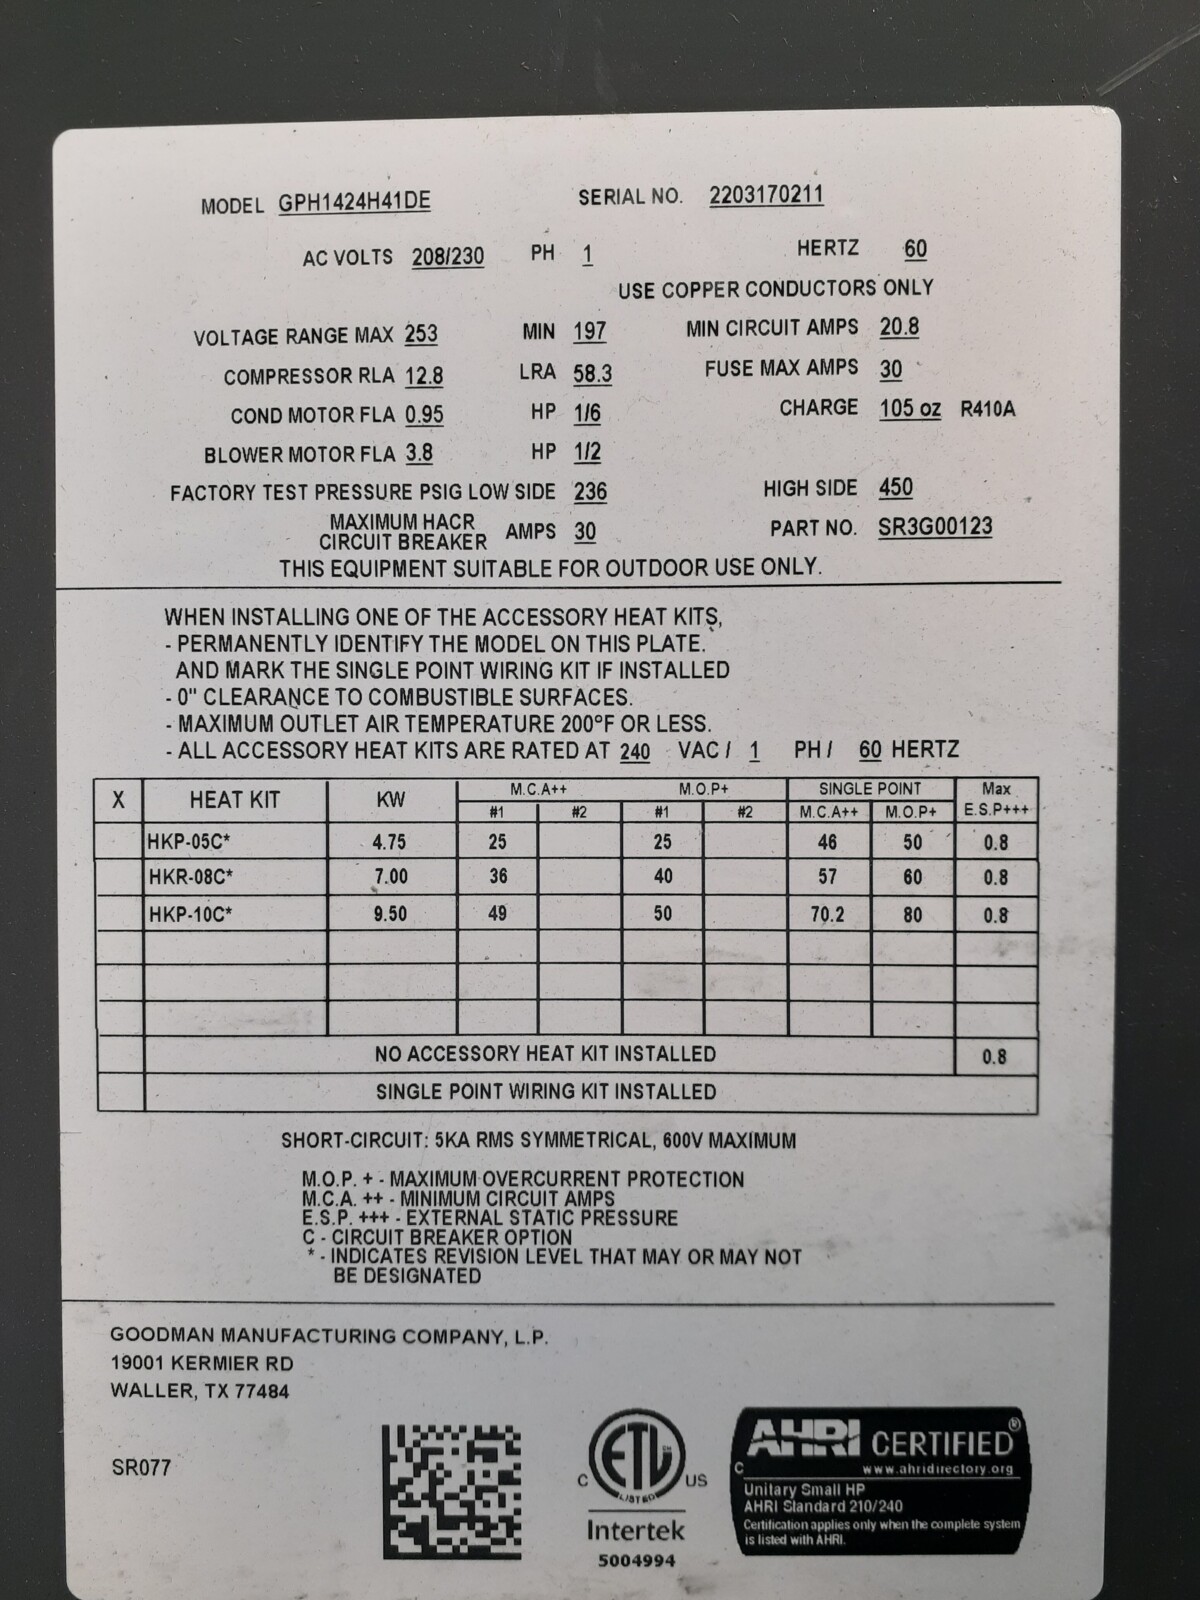 MODEL GPH1424H41DE SERIAL NO. 2203170211
AC VOLTS 208/230 PH 1 HERTZ 60
USE COPPER CONDUCTORS ONLY
VOLTAGE RANGE MAX 253 MIN 197 MIN CIRCUIT AMPS 20.8
COMPRESSOR RLA 12.8 LRA 58.3 FUSE MAX AMPS 30
COND MOTOR FLA 0.95 HP 1/6 CHARGE 105 oz R410A
BLOWER MOTOR FLA 3.8 HP 1/2
FACTORY TEST PRESSURE PSIG LOW SIDE 236 HIGH SIDE 450
MAXIMUM HACR
CIRCUIT BREAKER AMPS 30 PART NO. SR3G00123
THIS EQUIPMENT SUITABLE FOR OUTDOOR USE ONLY.
WHEN INSTALLING ONE OF THE ACCESSORY HEAT KITS,
- PERMANENTLY IDENTIFY THE MODEL ON THIS PLATE.
AND MARK THE SINGLE POINT WIRING KIT IF INSTALLED
- 0" CLEARANCE TO COMBUSTIBLE SURFACES.
- MAXIMUM OUTLET AIR TEMPERATURE 200°F OR LESS.
- ALL ACCESSORY HEAT KITS ARE RATED AT 240 VAC / 1 PH / 60 HERTZ
X HEAT KIT KW M.C.A++ M.O.P+ SINGLE POINT Max
#1 #2 #1 #2 M.C.A++ M.O.P+ E.S.P+++
HKP-05C* 4.75 25 25 46 50 0.8
HKR-08C* 7.00 36 40 57 60 0.8
HKP-10C* 9.50 49 50 70.2 80 0.8
NO ACCESSORY HEAT KIT INSTALLED 0.8
SINGLE POINT WIRING KIT INSTALLED
SHORT-CIRCUIT: 5KA RMS SYMMETRICAL, 600V MAXIMUM
M.O.P. + - MAXIMUM OVERCURRENT PROTECTION
M.C.A. ++ - MINIMUM CIRCUIT AMPS
E.S.P. +++ - EXTERNAL STATIC PRESSURE
C - CIRCUIT BREAKER OPTION
* - INDICATES REVISION LEVEL THAT MAY OR MAY NOT
BE DESIGNATED
GOODMAN MANUFACTURING COMPANY, L.P.
19001 KERMIER RD
WALLER, TX 77484
SR077
C ETL US
LISTED
Intertek
5004994
AHRI CERTIFIED®
C www.ahridirectory.org
Unitary Small HP
AHRI Standard 210/240
Certification applies only when the complete system
is listed with AHRI.